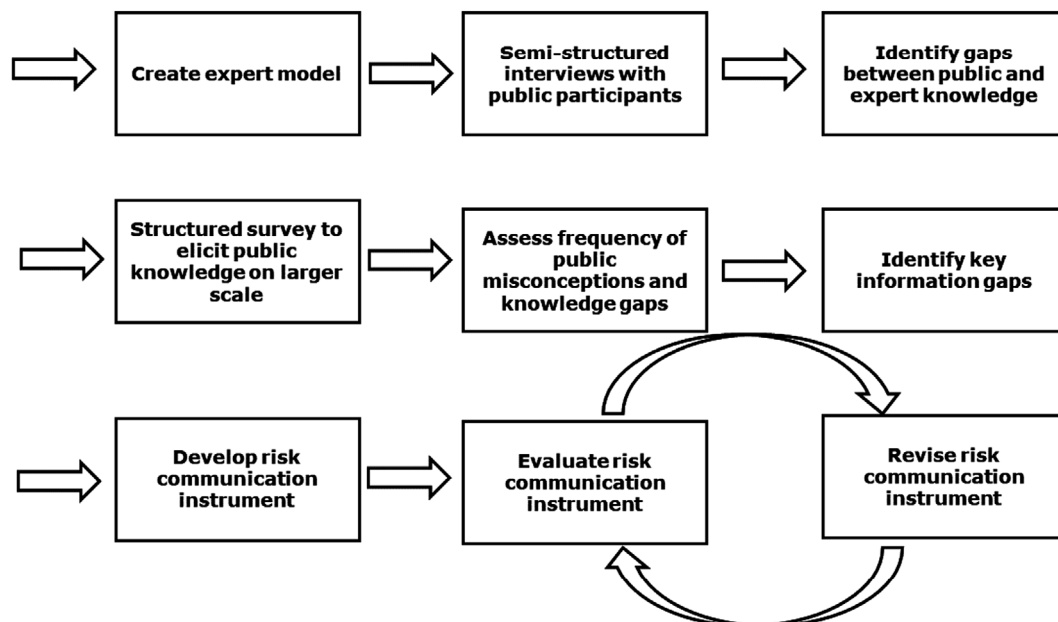 Create expert model
Semi-structured
interviews with
public participants
Identify gaps
between public and
expert knowledge
Structured survey to
elicit public
knowledge on larger
scale
Assess frequency of
public
misconceptions and
knowledge gaps
Identify key
information gaps
Develop risk
communication
instrument
Evaluate risk
communication
instrument
Revise risk
communication
instrument